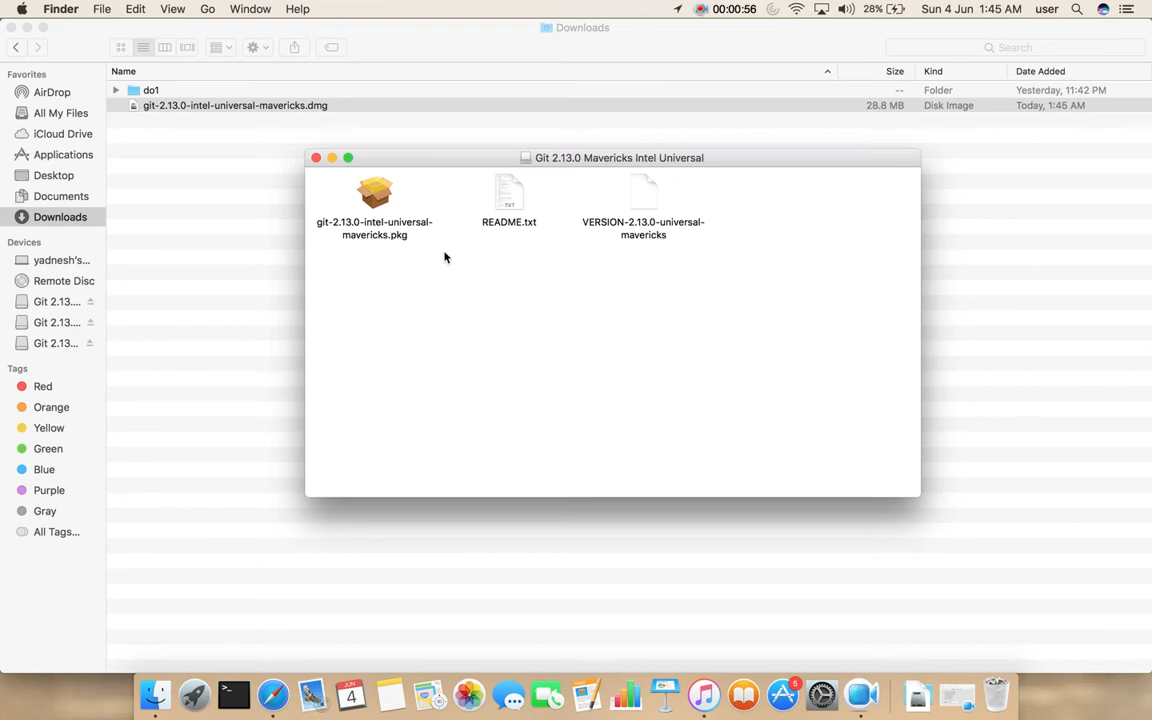 Finder File Edit View Go Window Help 00:00:56 28% Sun 4 Jun 1:45 AM user
Downloads
Search
Favorites
AirDrop
All My Files
iCloud Drive
Applications
Desktop
Documents
Downloads
Devices
yadnesh's...
Remote Disc
Git 2.13....
Git 2.13....
Git 2.13...
Tags
Red
Orange
Yellow
Green
Blue
Purple
Gray
All Tags...
Name Size Kind Date Added
do1 -- Folder Yesterday, 11:42 PM
git-2.13.0-intel-universal-mavericks.dmg 28.8 MB Disk Image Today, 1:45 AM
Git 2.13.0 Mavericks Intel Universal
git-2.13.0-intel-universal-
mavericks.pkg
TXT
README.txt
VERSION-2.13.0-universal-
mavericks
4
5